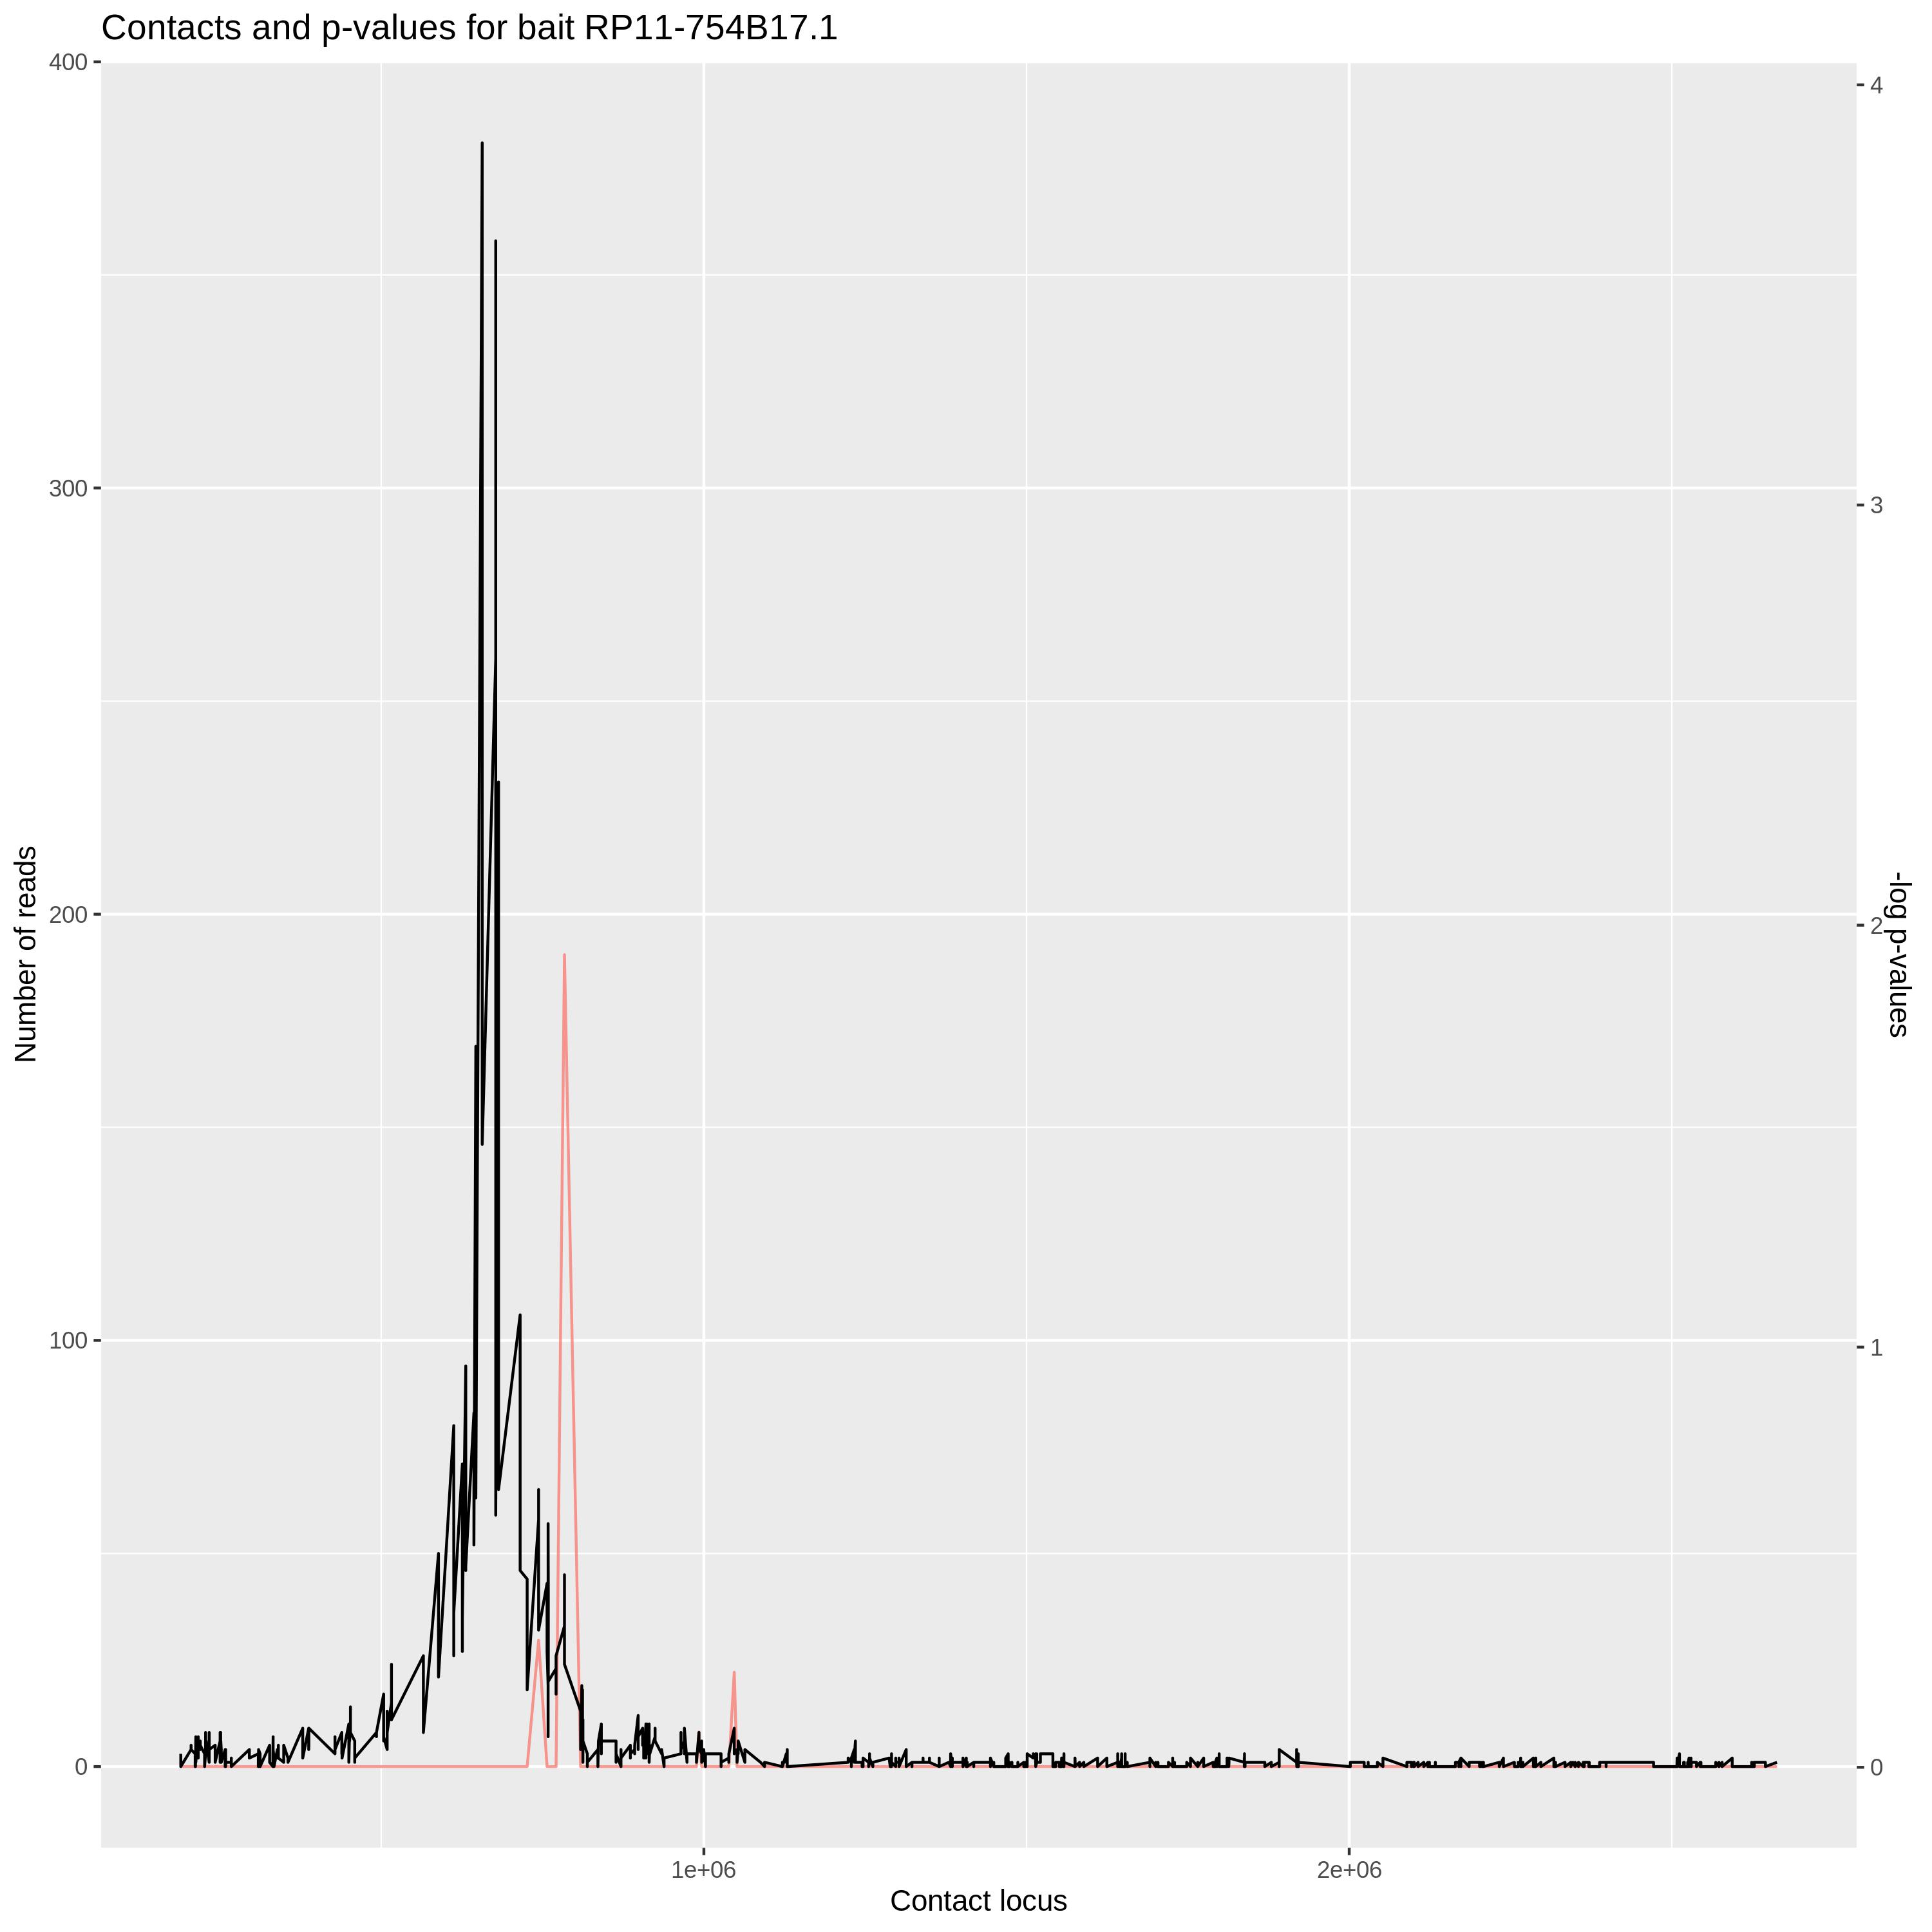 Contacts and p-values for bait RP11-754B17.1
400
300
200
100
0
Number of reads
4
3
2
1
0
-log p-values
1e+06
2e+06
Contact locus